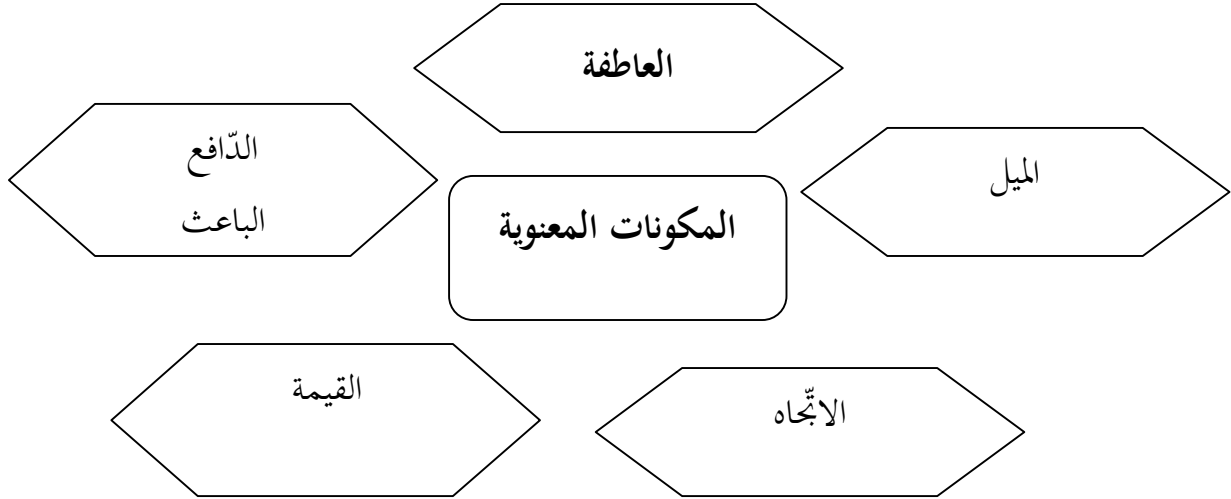 العاطفة
الميل
الدّافع
الباعث
المكونات المعنوية
الاتّجاه
القيمة